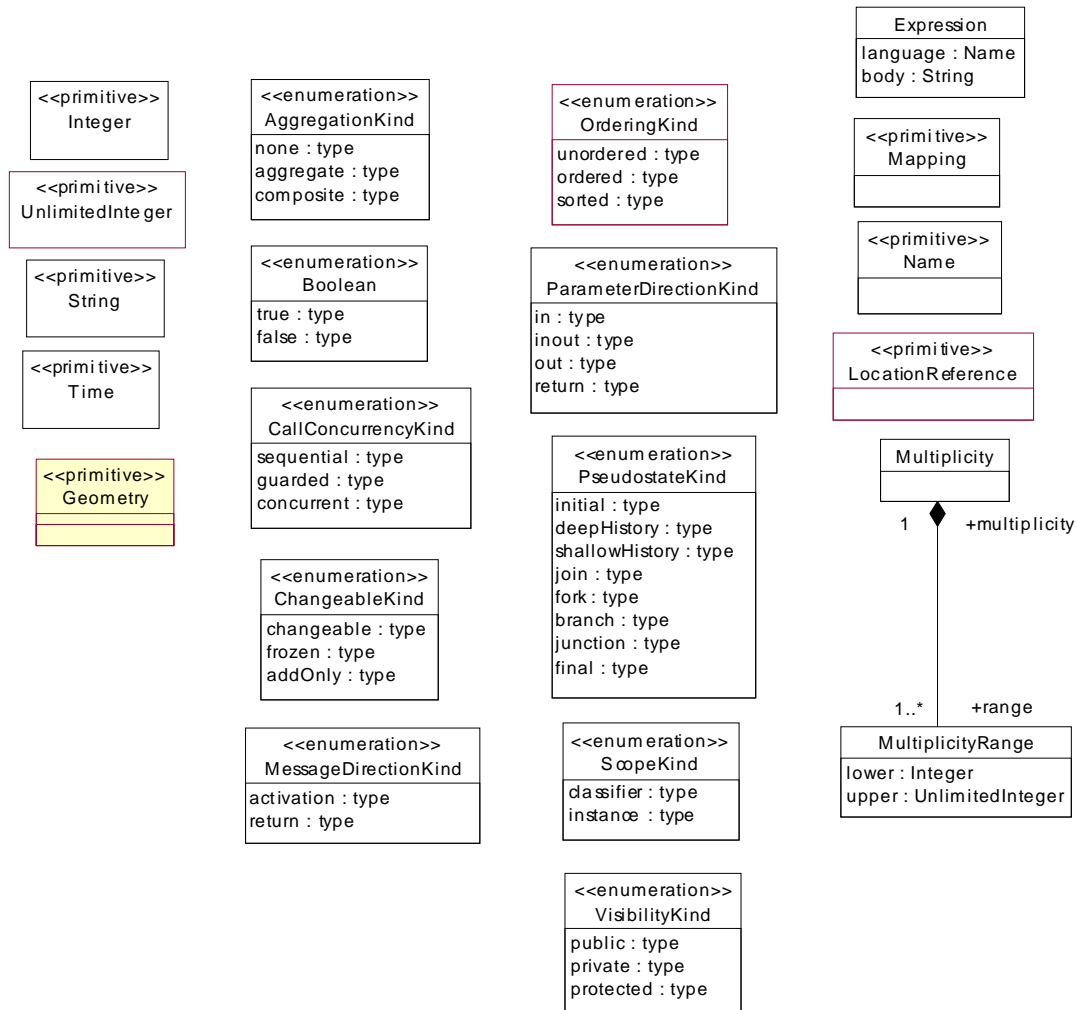 <<primitive>>
Integer
<<primitive>>
UnlimitedInteger
<<primitive>>
String
<<primitive>>
Time
<<primitive>>
Geometry
<<enumeration>>
AggregationKind
none : type
aggregate : type
composite : type
<<enumeration>>
Boolean
true : type
false : type
<<enumeration>>
CallConcurrencyKind
sequential : type
guarded : type
concurrent : type
<<enumeration>>
ChangeableKind
changeable : type
frozen : type
addOnly : type
<<enumeration>>
MessageDirectionKind
activation : type
return : type
<<enumeration>>
OrderingKind
unordered : type
ordered : type
sorted : type
<<enumeration>>
ParameterDirectionKind
in : type
inout : type
out : type
return : type
<<enumeration>>
PseudostateKind
initial : type
deepHistory : type
shallowHistory : type
join : type
fork : type
branch : type
junction : type
final : type
<<enumeration>>
ScopeKind
classifier : type
instance : type
<<enumeration>>
VisibilityKind
public : type
private : type
protected : type
Expression
language : Name
body : String
<<primitive>>
Mapping
<<primitive>>
Name
<<primitive>>
LocationReference
Multiplicity
1 +multiplicity
1..* +range
MultiplicityRange
lower : Integer
upper : UnlimitedInteger